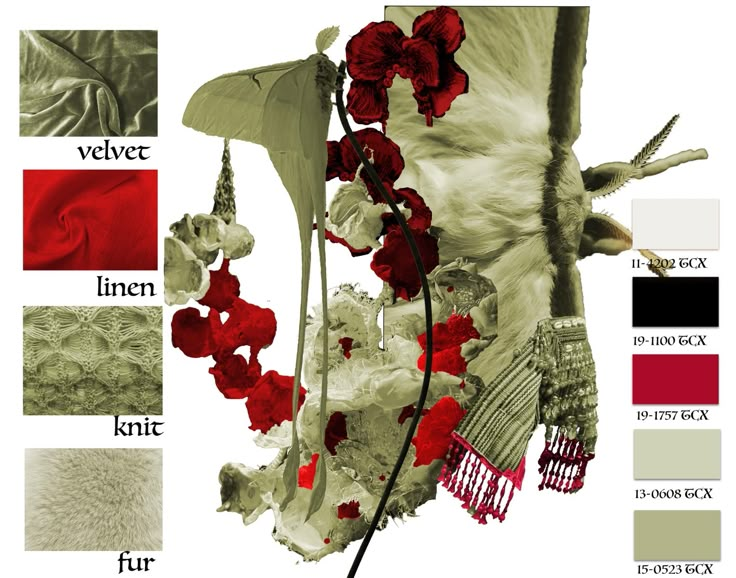 velvet
linen
knit
fur
11-4202 TCX
19-1100 TCX
19-1757 TCX
13-0608 TCX
15-0523 TCX